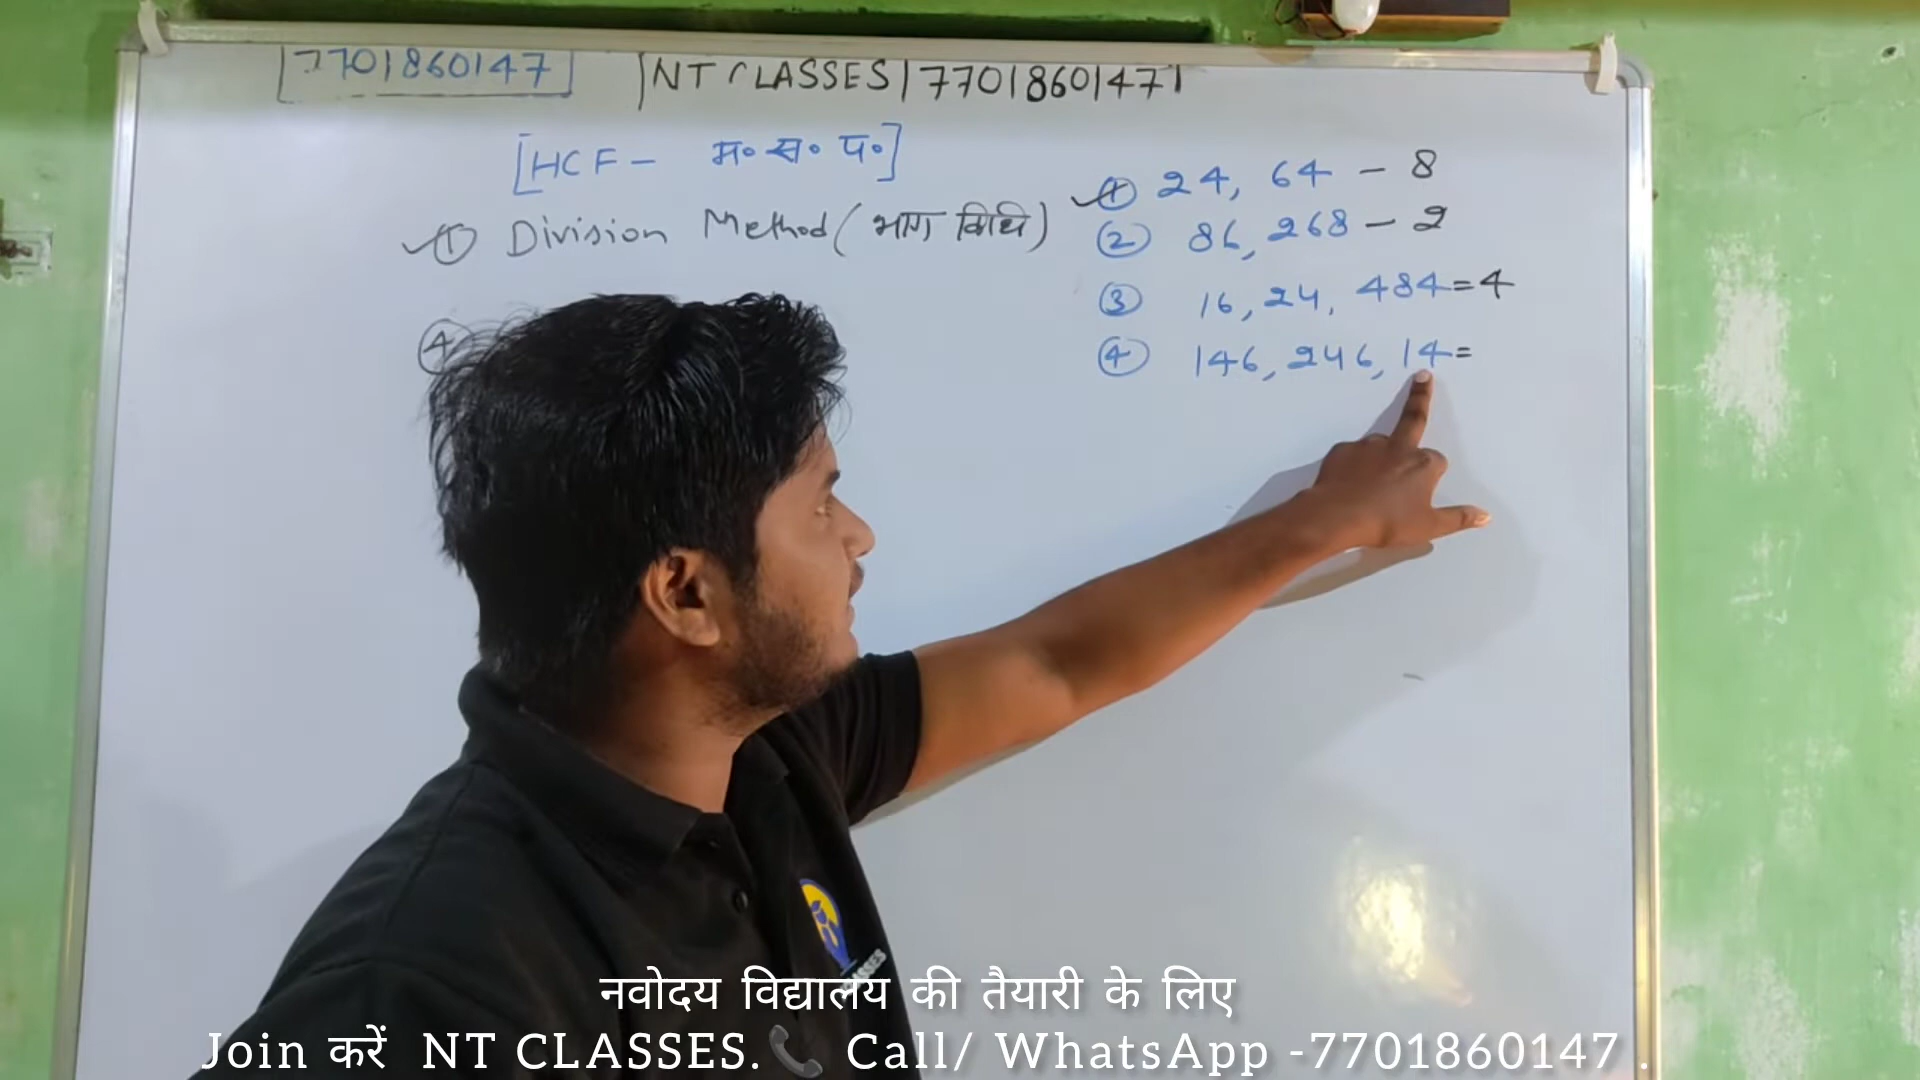 7701860147
NT CLASSES 7701860147
[HCF - म॰ स॰ प॰]
① Division Method (भाग विधि)
④
① 24, 64 - 8
② 86, 268 - 2
③ 16, 24, 484 = 4
④ 146, 246, 14 =
नवोदय विद्यालय की तैयारी के लिए
Join करें NT CLASSES. 📞 Call/ WhatsApp -7701860147 .